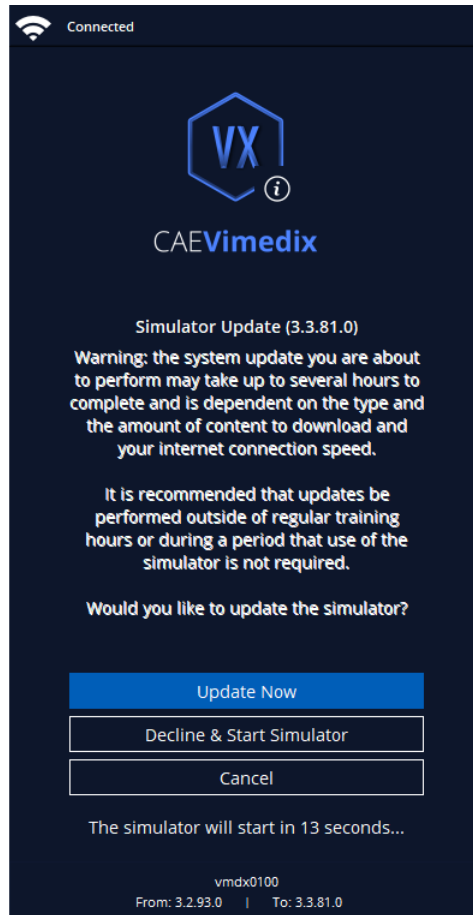 Connected
VX
i
CAEVimedix
Simulator Update (3.3.81.0)
Warning: the system update you are about
to perform may take up to several hours to
complete and is dependent on the type and
the amount of content to download and
your internet connection speed.
It is recommended that updates be
performed outside of regular training
hours or during a period that use of the
simulator is not required.
Would you like to update the simulator?
Update Now
Decline & Start Simulator
Cancel
The simulator will start in 13 seconds...
vmdx0100
From: 3.2.93.0 | To: 3.3.81.0